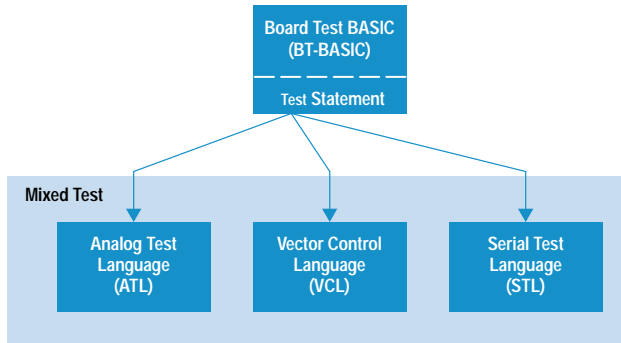 Board Test BASIC
(BT-BASIC)
Test Statement
Mixed Test
Analog Test
Language
(ATL)
Vector Control
Language
(VCL)
Serial Test
Language
(STL)